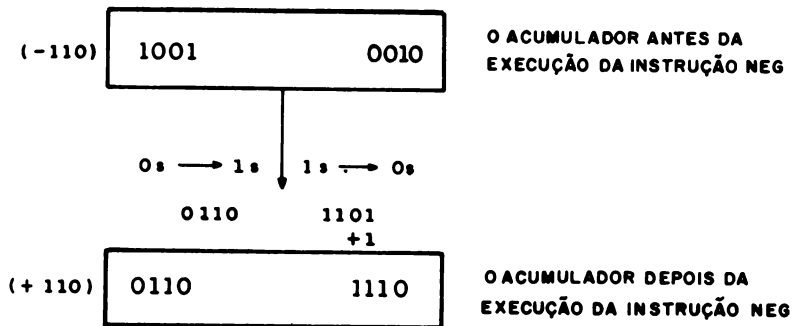 (-110) 1001 0010
O ACUMULADOR ANTES DA
EXECUÇÃO DA INSTRUÇÃO NEG
0s → 1s 1s → 0s
0110 1101
+1
(+ 110) 0110 1110
O ACUMULADOR DEPOIS DA
EXECUÇÃO DA INSTRUÇÃO NEG